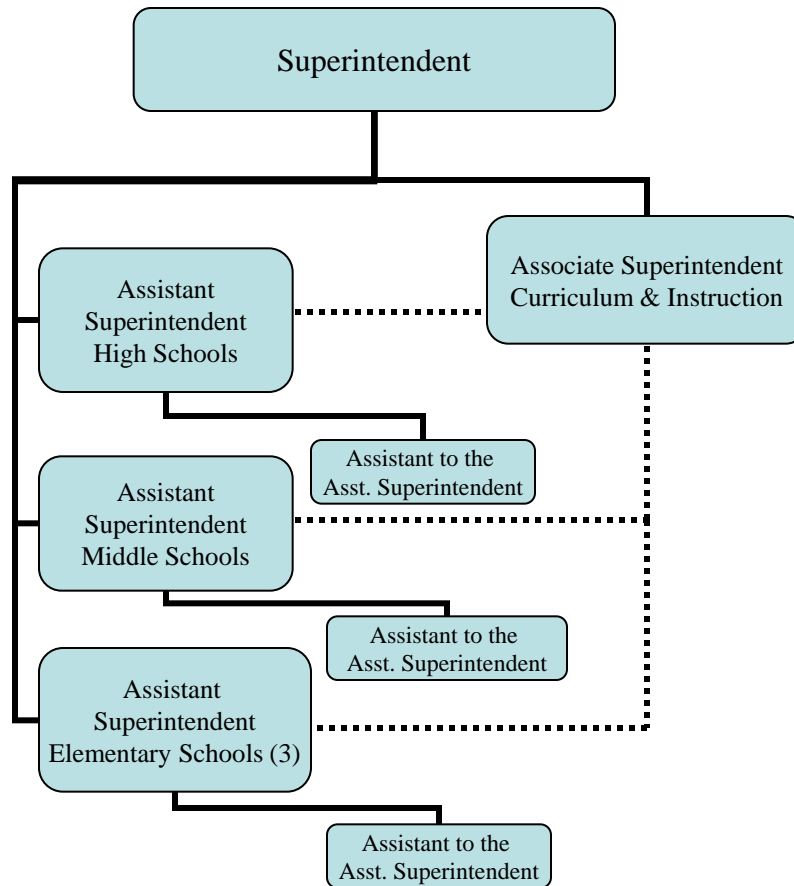 Superintendent
Associate Superintendent
Curriculum & Instruction
Assistant
Superintendent
High Schools
Assistant to the
Asst. Superintendent
Assistant
Superintendent
Middle Schools
Assistant to the
Asst. Superintendent
Assistant
Superintendent
Elementary Schools (3)
Assistant to the
Asst. Superintendent